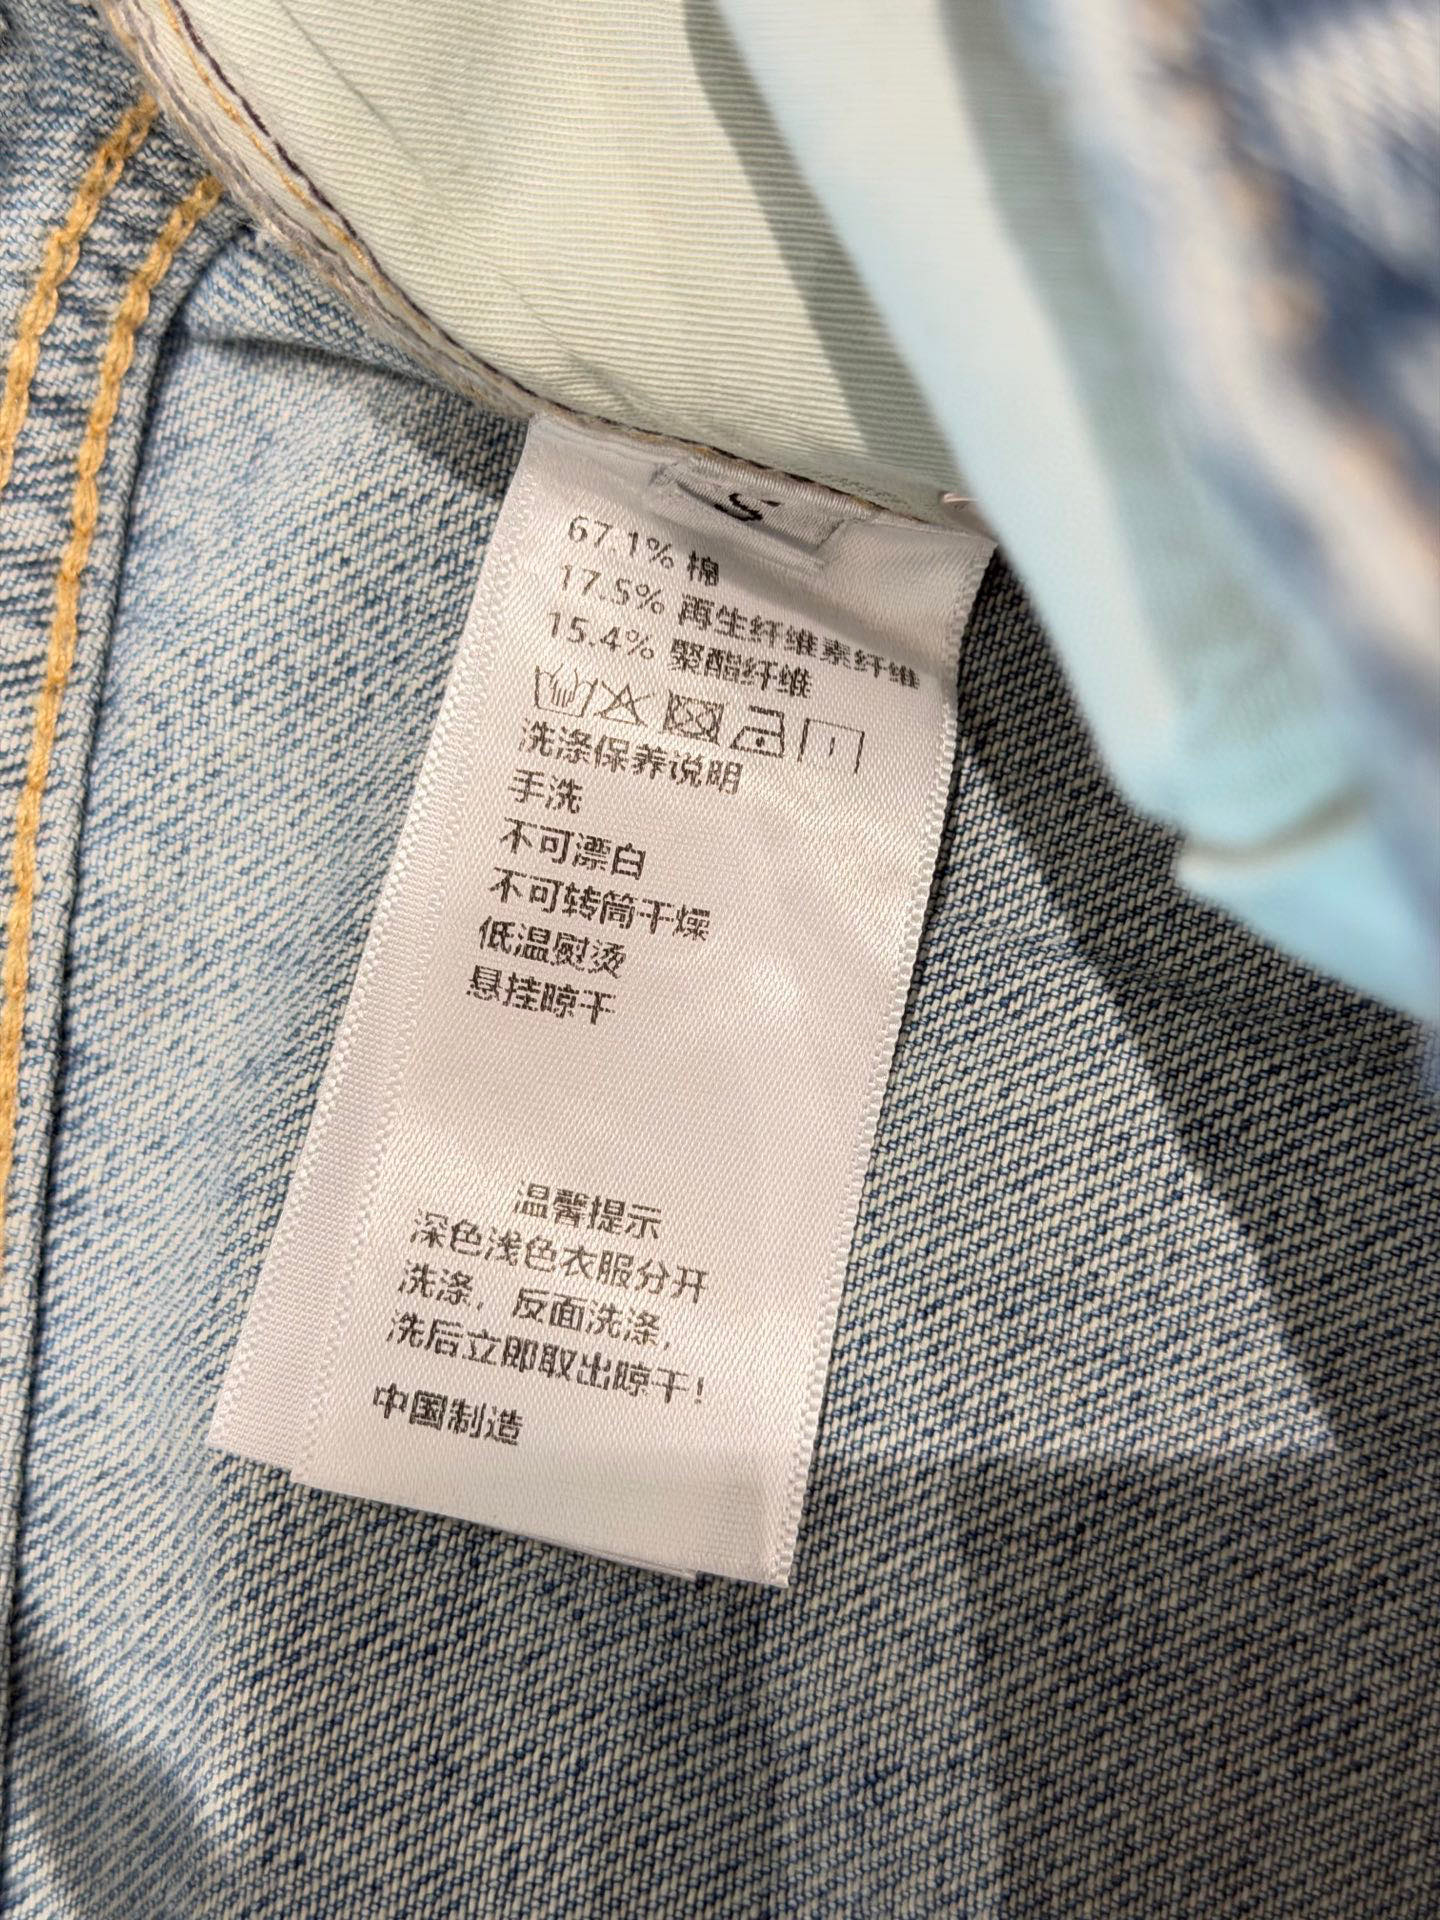 S
67.1% 棉
17.5% 再生纤维素纤维
15.4% 聚酯纤维
洗涤保养说明
手洗
不可漂白
不可转筒干燥
低温熨烫
悬挂晾干
温馨提示
深色浅色衣服分开
洗涤，反面洗涤，
洗后立即取出晾干!
中国制造